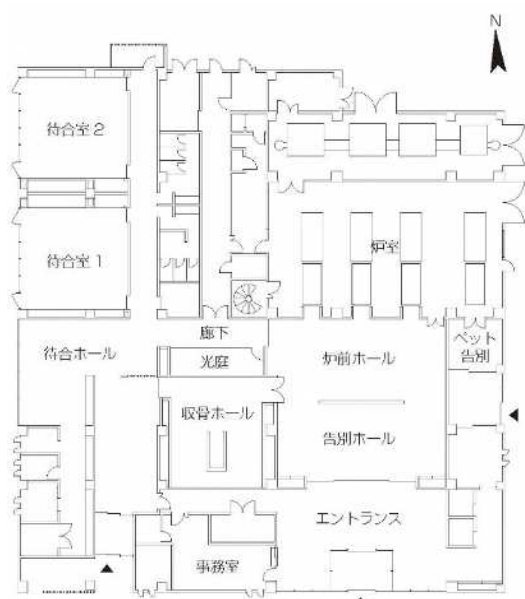 N
待合室2
待合室1
炉室
待合ホール
廊下
光庭
炉前ホール
ペット
告別
収骨ホール
告別ホール
エントランス
事務室